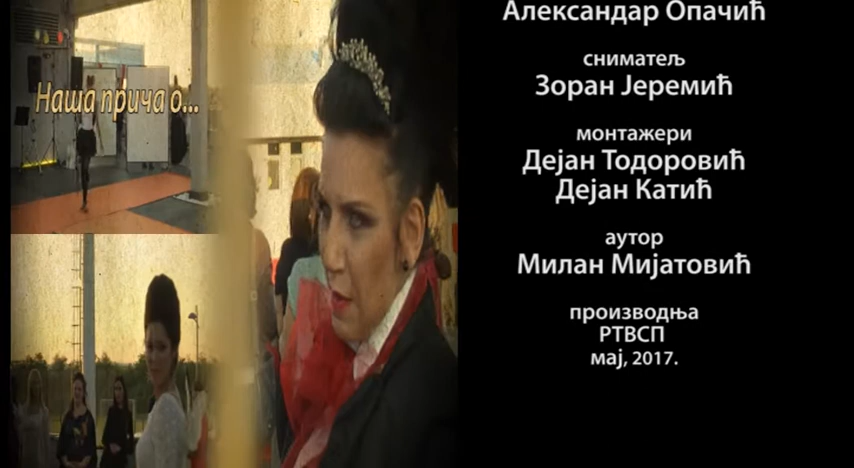 Наша прича о...
Александар Опачић
сниматељ
Зоран Јеремић
монтажери
Дејан Тодоровић
Дејан Катић
аутор
Милан Мијатовић
производња
РТВСП
мај, 2017.